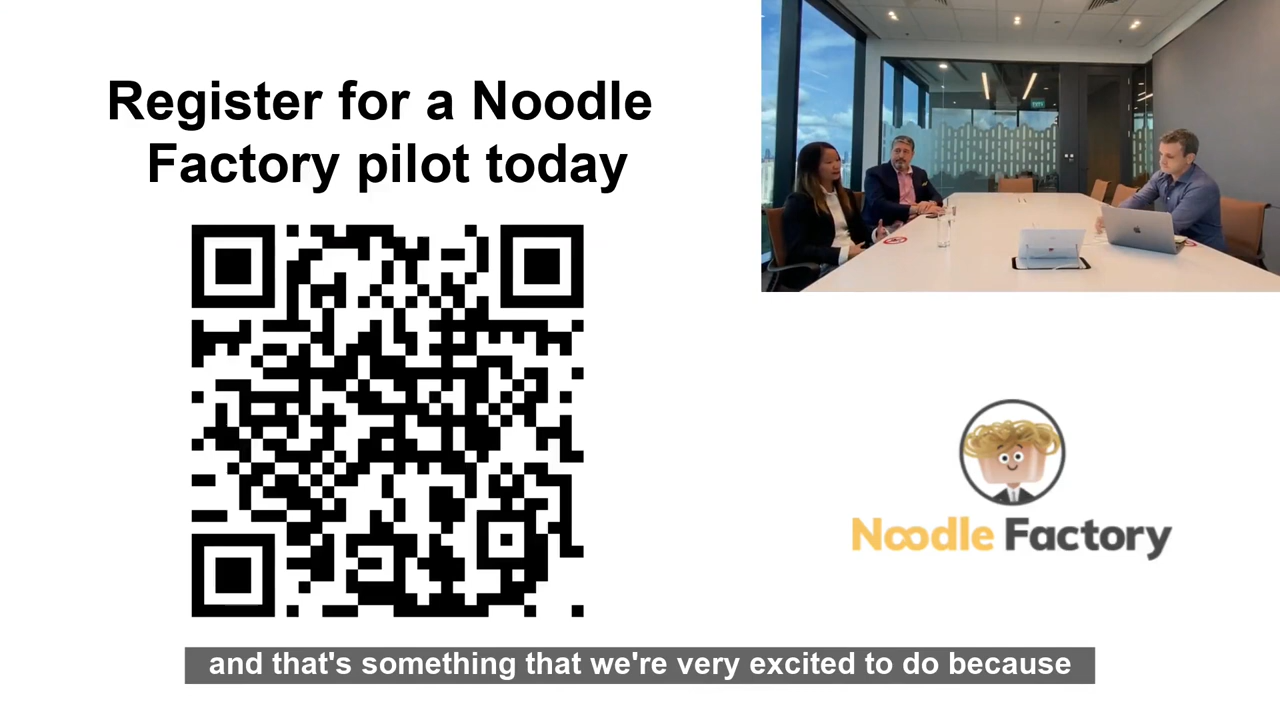 Register for a Noodle
Factory pilot today
Noodle Factory
and that's something that we're very excited to do because